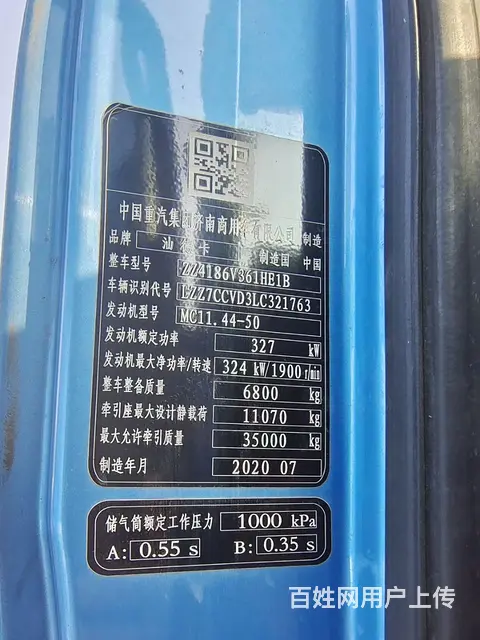 中国重汽集团济南商用车有限公司 制造
品牌 汕德卡 制造国 中国
整车型号 ZZ4186V361HE1B
车辆识别代号 LZZ7CCVD3LC321763
发动机型号 MC11.44-50
发动机额定功率 327 kW
发动机最大净功率/转速 324 kW/1900 r/min
整车整备质量 6800 kg
牵引座最大设计静载荷 11070 kg
最大允许牵引质量 35000 kg
制造年月 2020 07
储气筒额定工作压力 1000 kPa
A: 0.55 s B: 0.35 s
百姓网用户上传